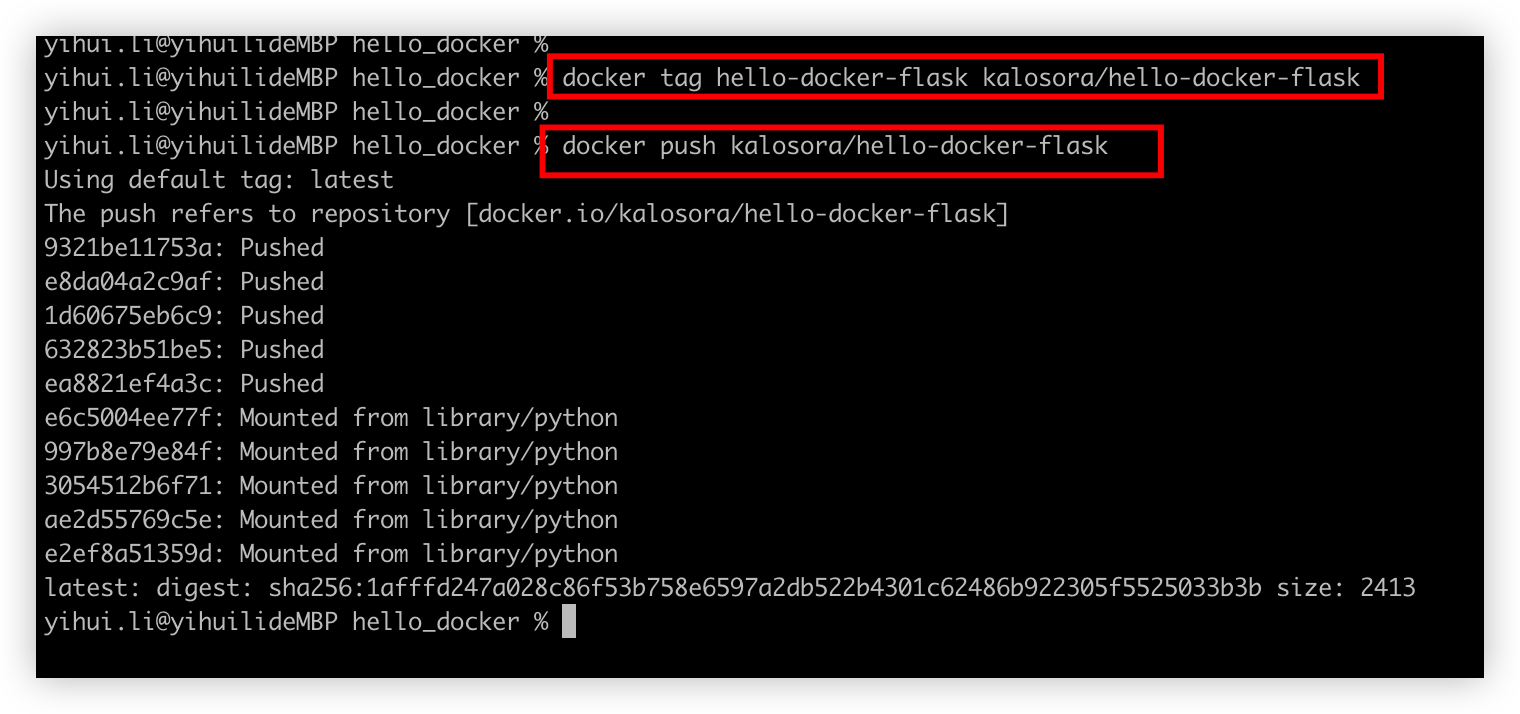 yihui.li@yihuilideMBP hello_docker %
yihui.li@yihuilideMBP hello_docker % docker tag hello-docker-flask kalosora/hello-docker-flask
yihui.li@yihuilideMBP hello_docker %
yihui.li@yihuilideMBP hello_docker % docker push kalosora/hello-docker-flask
Using default tag: latest
The push refers to repository [docker.io/kalosora/hello-docker-flask]
9321be11753a: Pushed
e8da04a2c9af: Pushed
1d60675eb6c9: Pushed
632823b51be5: Pushed
ea8821ef4a3c: Pushed
e6c5004ee77f: Mounted from library/python
997b8e79e84f: Mounted from library/python
3054512b6f71: Mounted from library/python
ae2d55769c5e: Mounted from library/python
e2ef8a51359d: Mounted from library/python
latest: digest: sha256:1afffd247a028c86f53b758e6597a2db522b4301c62486b922305f5525033b3b size: 2413
yihui.li@yihuilideMBP hello_docker %